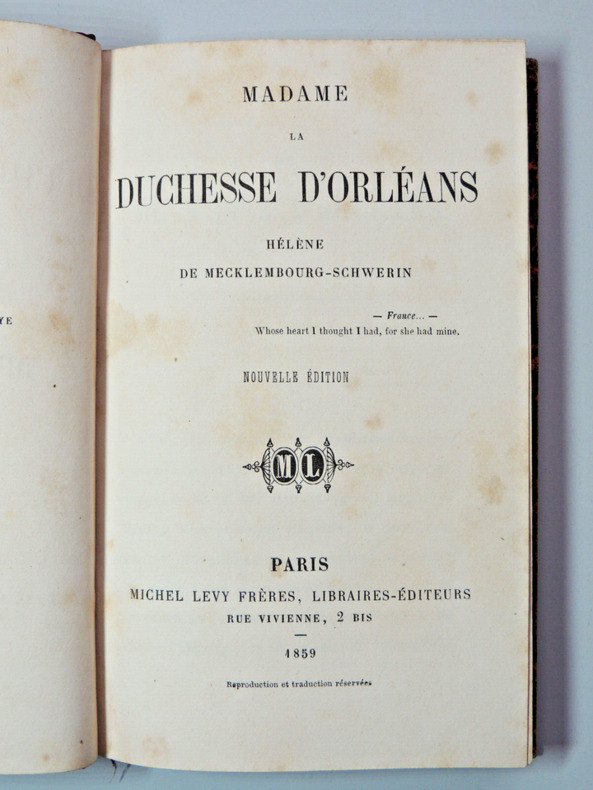 MADAME
LA
DUCHESSE D'ORLÉANS
HÉLÈNE
DE MECKLEMBOURG-SCHWERIN
— France... —
Whose heart I thought I had, for she had mine.
NOUVELLE ÉDITION
ML
PARIS
MICHEL LEVY FRÈRES, LIBRAIRES-ÉDITEURS
RUE VIVIENNE, 2 BIS
—
1859
Reproduction et traduction réservées